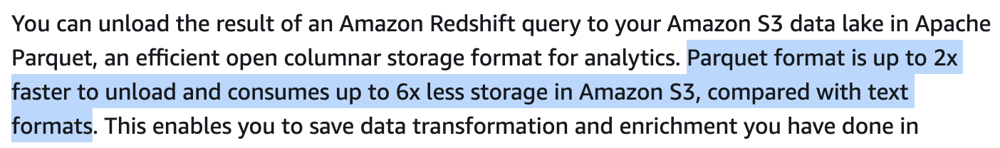 You can unload the result of an Amazon Redshift query to your Amazon S3 data lake in Apache
Parquet, an efficient open columnar storage format for analytics. Parquet format is up to 2x
faster to unload and consumes up to 6x less storage in Amazon S3, compared with text
formats. This enables you to save data transformation and enrichment you have done in